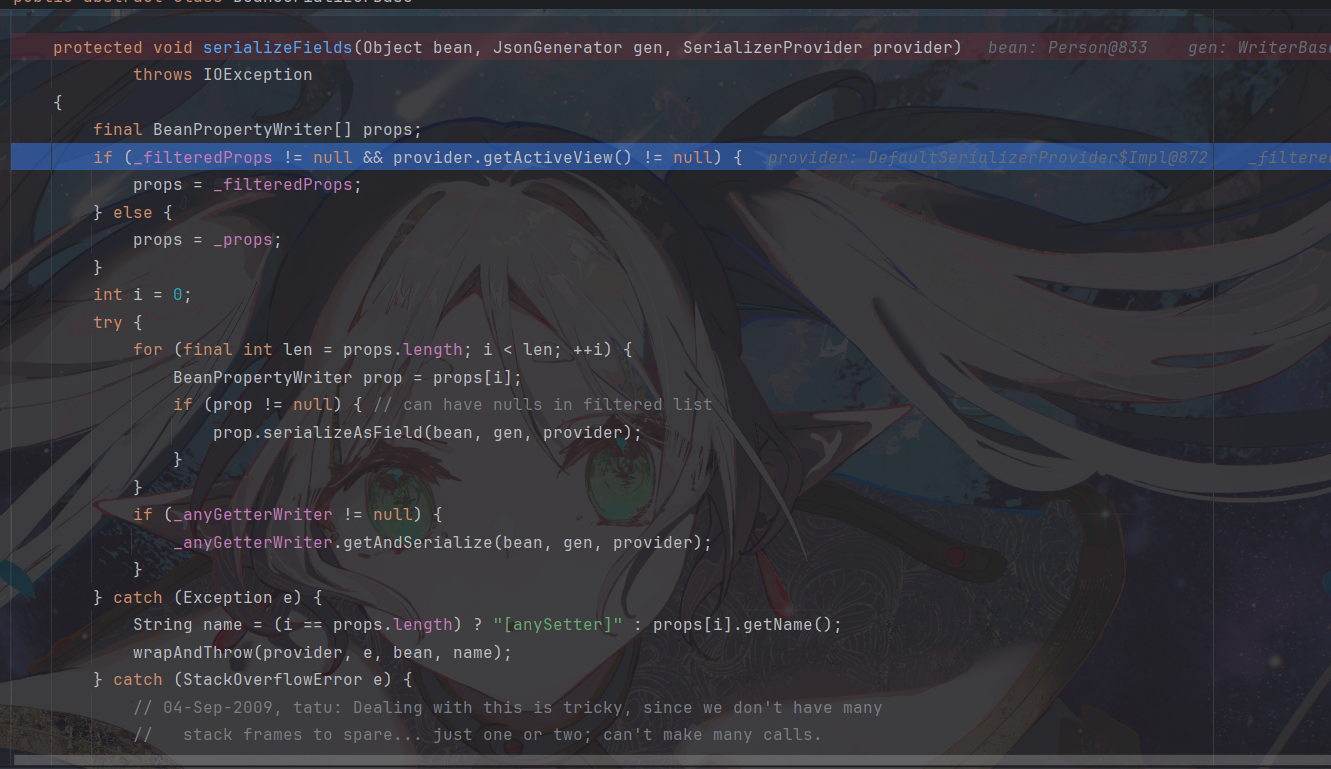 protected void serializeFields(Object bean, JsonGenerator gen, SerializerProvider provider)   bean: Person@833    gen: WriterBase
throws IOException
{
final BeanPropertyWriter[] props;
if (_filteredProps != null && provider.getActiveView() != null) {   provider: DefaultSerializerProvider$Impl@872    _filtered
props = _filteredProps;
} else {
props = _props;
}
int i = 0;
try {
for (final int len = props.length; i < len; ++i) {
BeanPropertyWriter prop = props[i];
if (prop != null) { // can have nulls in filtered list
prop.serializeAsField(bean, gen, provider);
}
}
if (_anyGetterWriter != null) {
_anyGetterWriter.getAndSerialize(bean, gen, provider);
}
} catch (Exception e) {
String name = (i == props.length) ? "[anySetter]" : props[i].getName();
wrapAndThrow(provider, e, bean, name);
} catch (StackOverflowError e) {
// 04-Sep-2009, tatu: Dealing with this is tricky, since we don't have many
//   stack frames to spare... just one or two; can't make many calls.